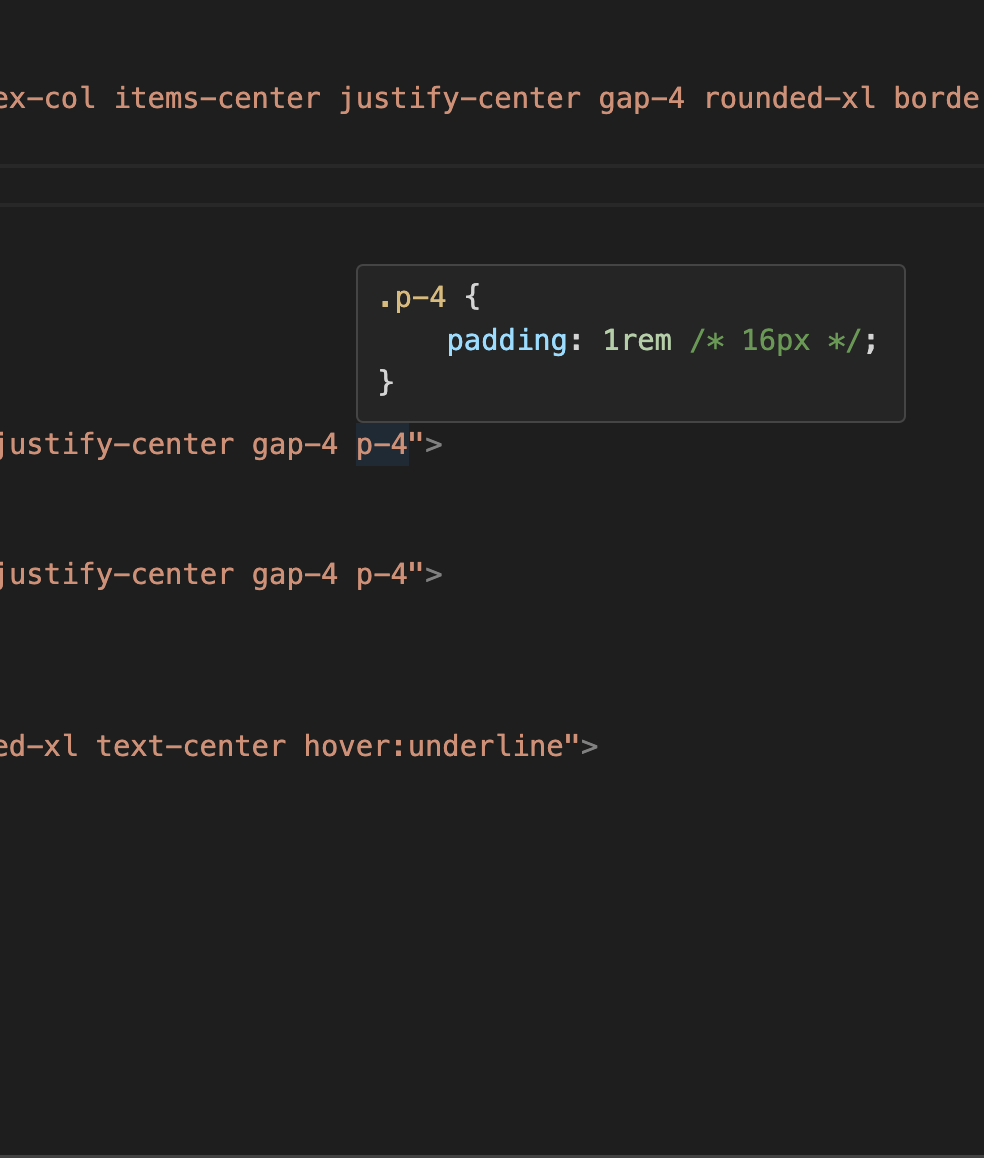 ex-col items-center justify-center gap-4 rounded-xl borde
.p-4 {
padding: 1rem /* 16px */;
}
justify-center gap-4 p-4">
justify-center gap-4 p-4">
ed-xl text-center hover:underline">